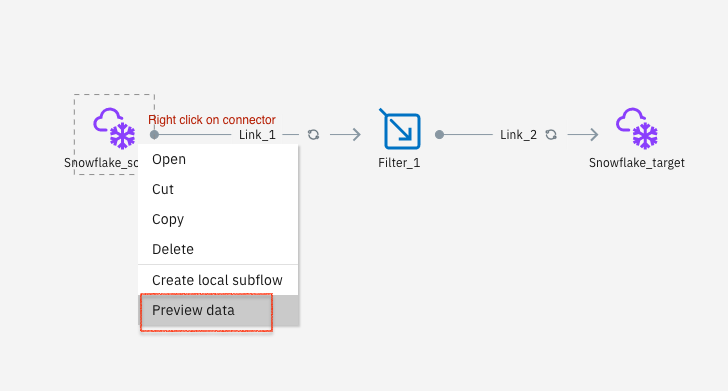 Right click on connector
Link_1
Link_2
Snowflake_so
Filter_1
Snowflake_target
Open
Cut
Copy
Delete
Create local subflow
Preview data